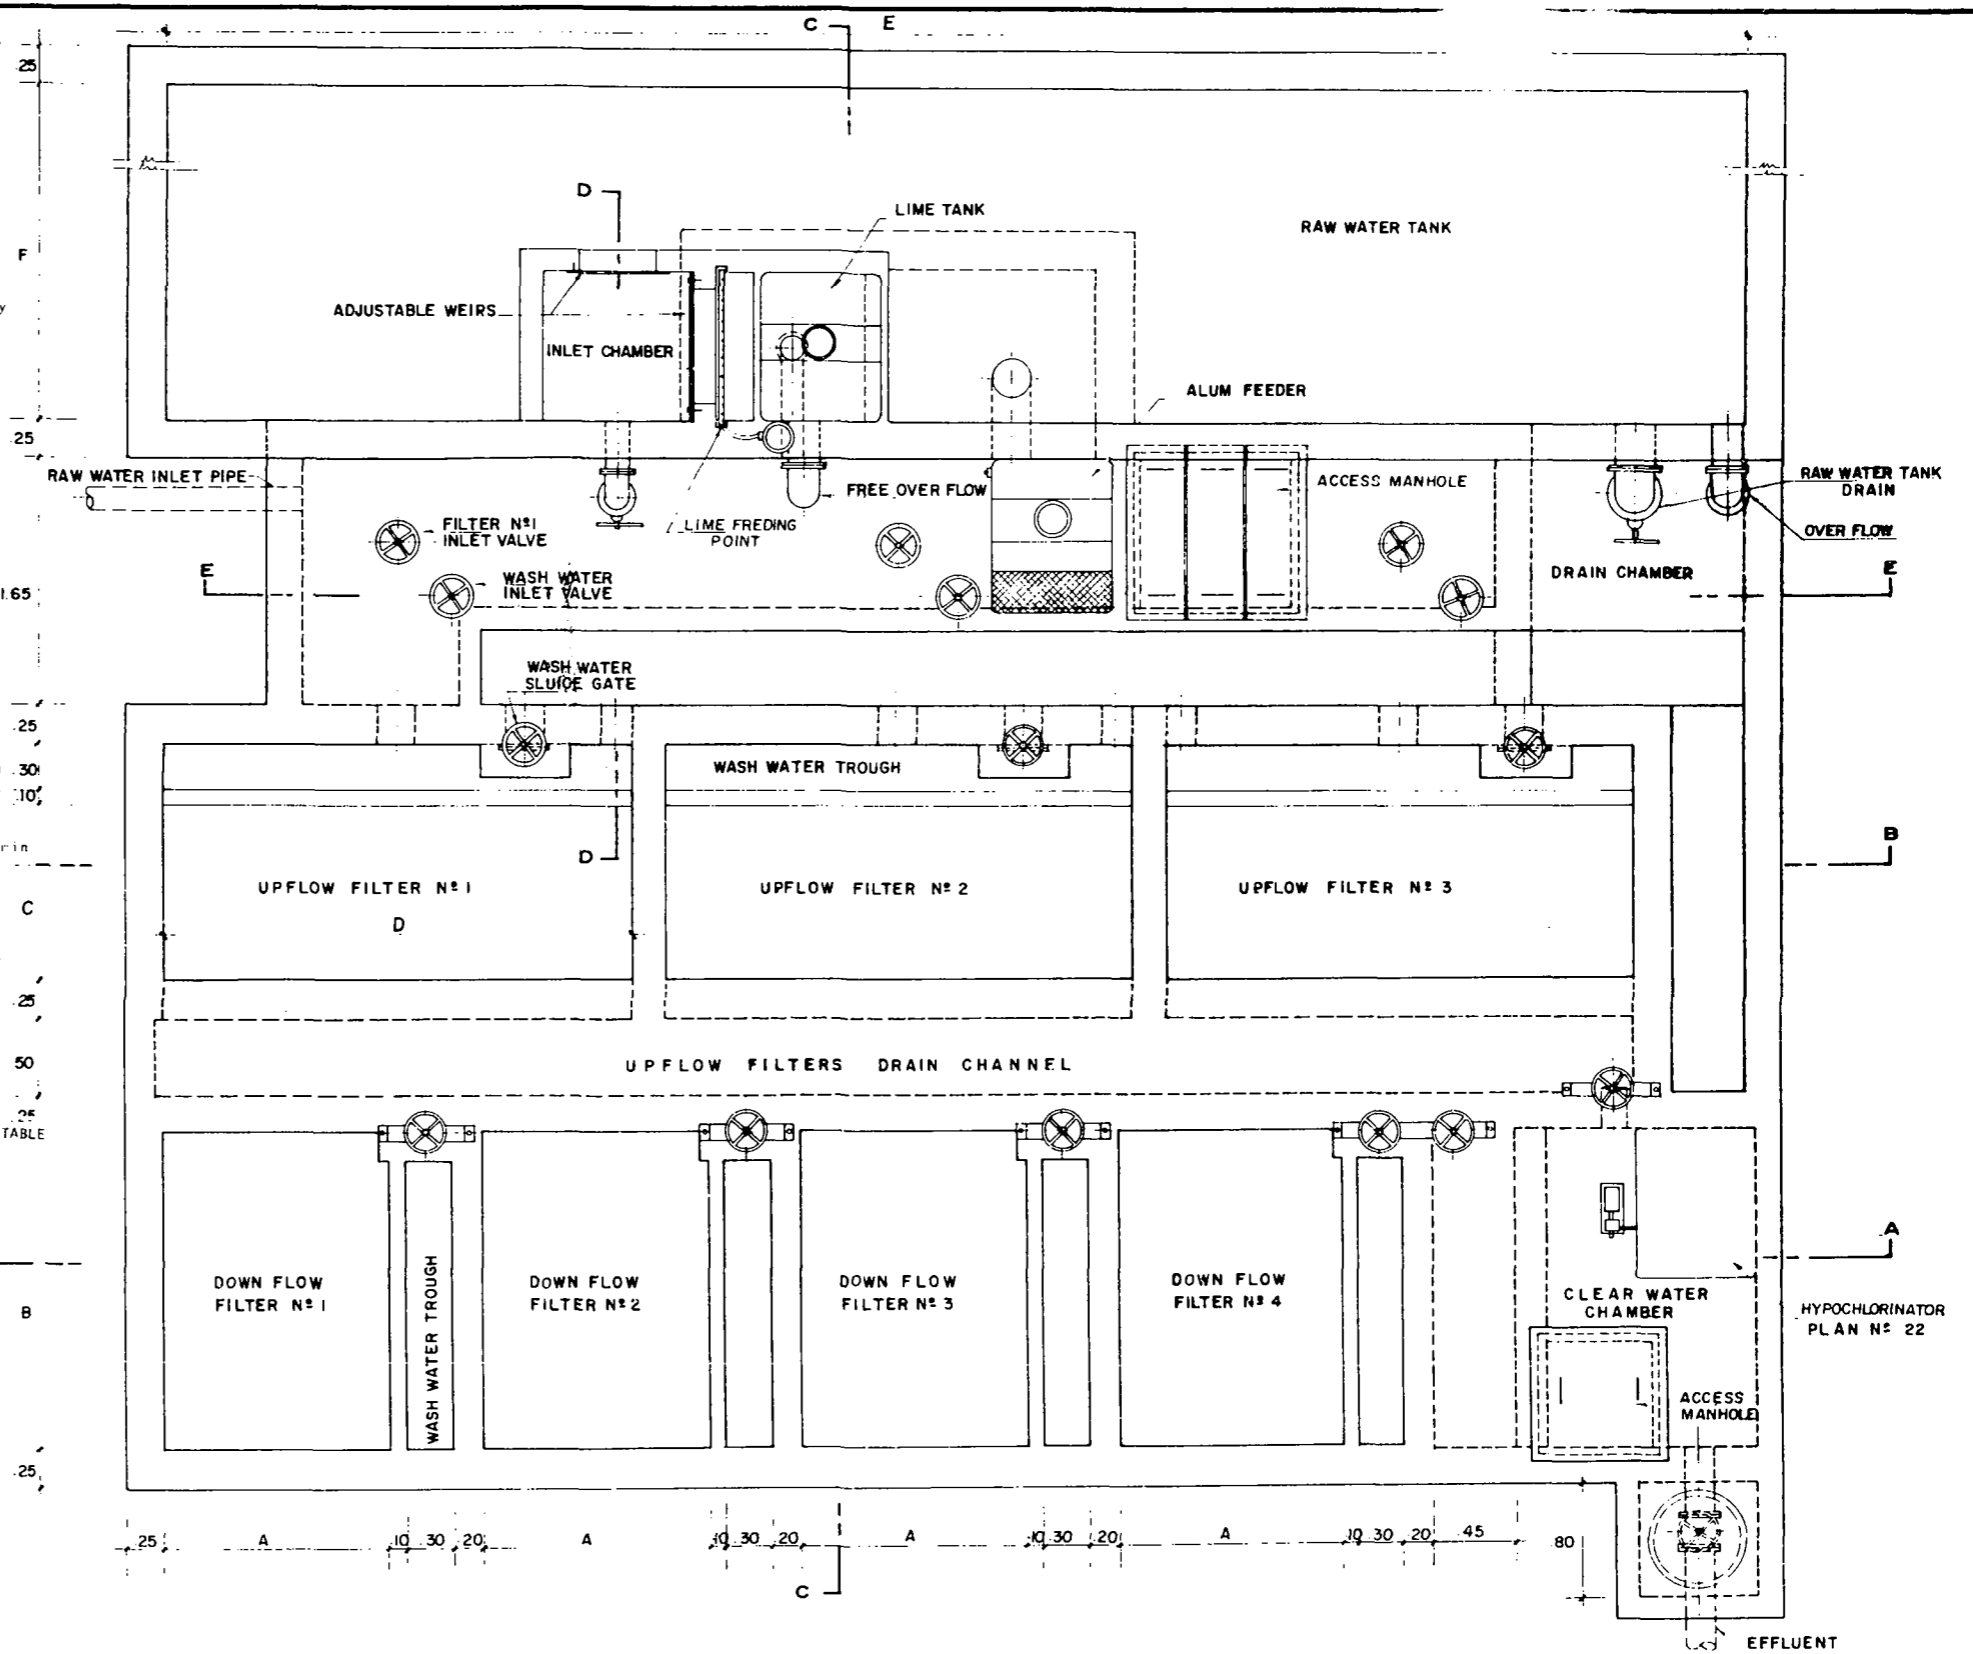 C E
.25
D
LIME TANK
RAW WATER TANK
F
ADJUSTABLE WEIRS
INLET CHAMBER
ALUM FEEDER
.25
RAW WATER INLET PIPE
FREE OVER FLOW
ACCESS MANHOLE
RAW WATER TANK
DRAIN
FILTER Nº1
INLET VALVE
LIME FREDING
POINT
OVER FLOW
E
WASH WATER
INLET VALVE
DRAIN CHAMBER
E
1.65
WASH WATER
SLUICE GATE
.25
.30
.10
WASH WATER TROUGH
B
D
UPFLOW FILTER Nº 1
UPFLOW FILTER Nº 2
UPFLOW FILTER Nº 3
C
D
.25
50
UPFLOW FILTERS DRAIN CHANNEL
.25
TABLE
A
DOWN FLOW
FILTER Nº 1
WASH WATER TROUGH
DOWN FLOW
FILTER Nº 2
DOWN FLOW
FILTER Nº 3
DOWN FLOW
FILTER Nº 4
CLEAR WATER
CHAMBER
B
HYPOCHLORINATOR
PLAN Nº 22
ACCESS
MANHOLE
.25
.25 A .10 .30 .20 A .10 .30 .20 A .10 .30 .20 A .10 .30 .20 .45 .80
C
EFFLUENT